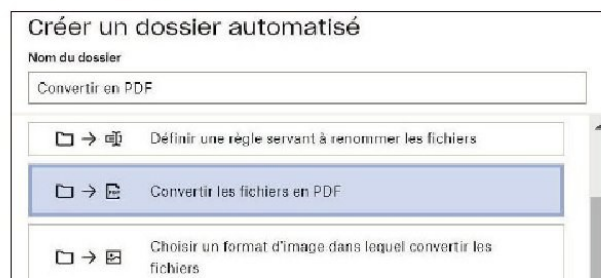 Créer un dossier automatisé
Nom du dossier
Convertir en PDF
Définir une règle servant à renommer les fichiers
Convertir les fichiers en PDF
Choisir un format d'image dans lequel convertir les
fichiers